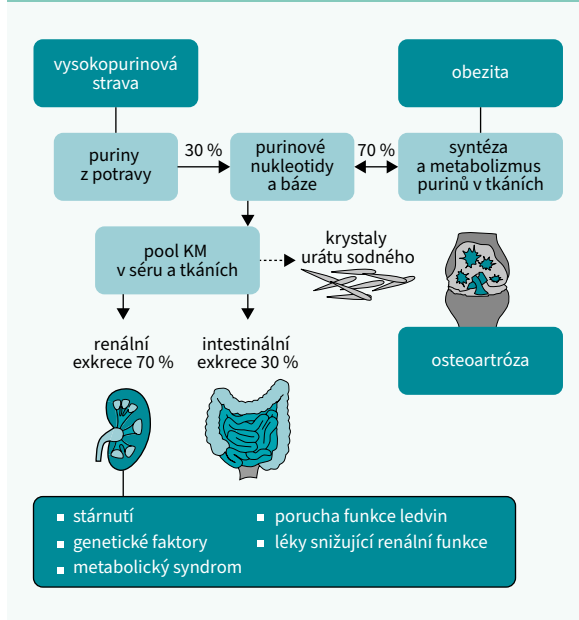 vysokopurinová
strava
obezita
puriny
z potravy
30 %
purinové
nukleotidy
a báze
70 %
syntéza
a metabolizmus
purinů v tkáních
pool KM
v séru a tkáních
krystaly
urátu sodného
renální
exkrece 70 %
intestinální
exkrece 30 %
osteoartróza
▪ stárnutí
▪ genetické faktory
▪ metabolický syndrom
▪ porucha funkce ledvin
▪ léky snižující renální funkce